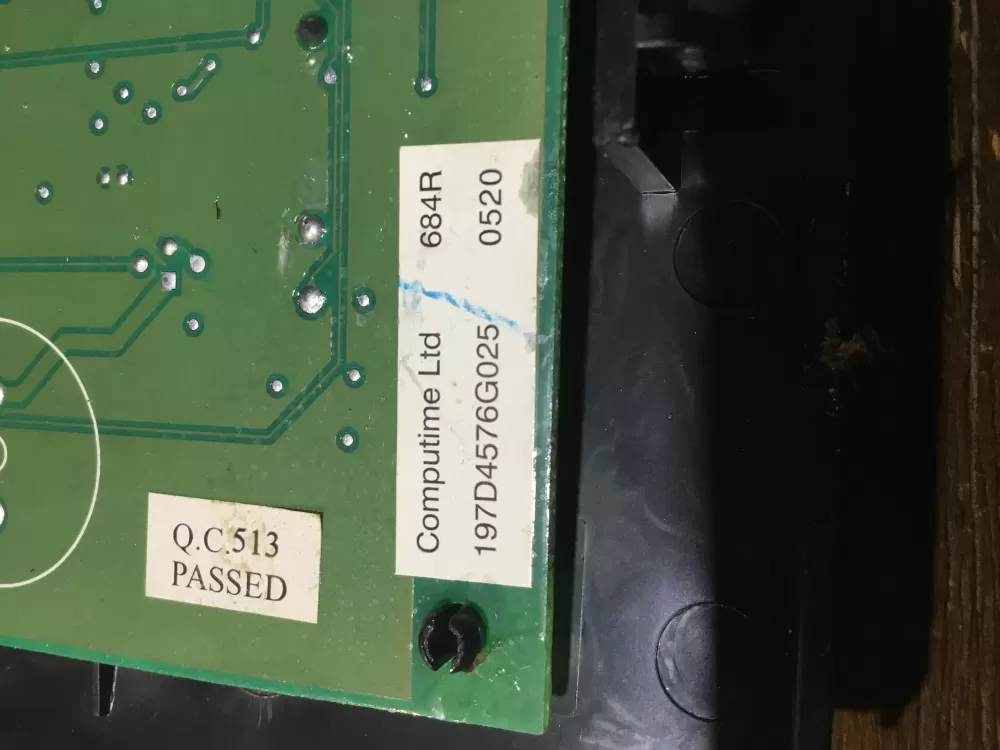 Computime Ltd 684R
197D4576G025 0520
Q.C.513
PASSED